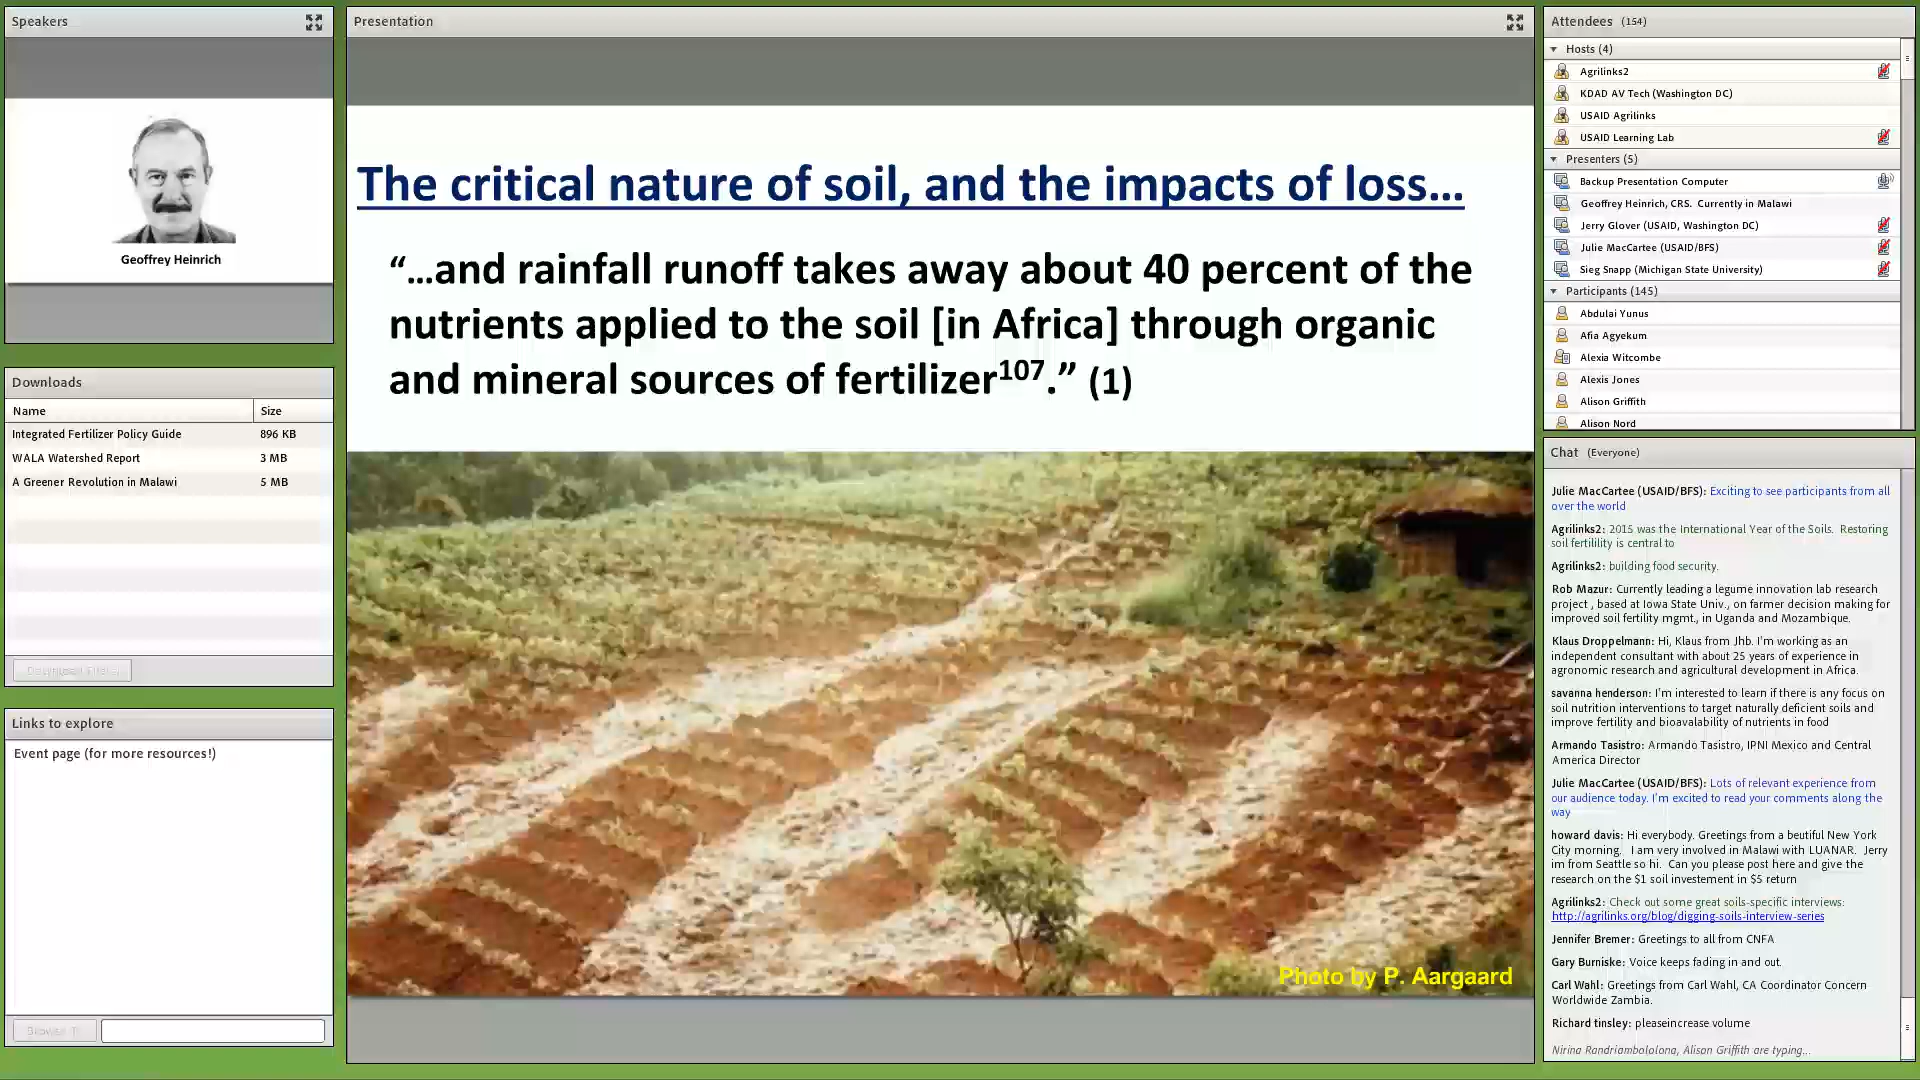 Speakers
Geoffrey Heinrich
Downloads
Name Size
Integrated Fertilizer Policy Guide 896 KB
WALA Watershed Report 3 MB
A Greener Revolution in Malawi 5 MB
Links to explore
Event page (for more resources!)
Presentation
The critical nature of soil, and the impacts of loss…
“…and rainfall runoff takes away about 40 percent of the
nutrients applied to the soil [in Africa] through organic
and mineral sources of fertilizer107.” (1)
Photo by P. Aargaard
Attendees (154)
Hosts (4)
Agrilinks2
KDAD AV Tech (Washington DC)
USAID Agrilinks
USAID Learning Lab
Presenters (5)
Backup Presentation Computer
Geoffrey Heinrich, CRS. Currently in Malawi
Jerry Glover (USAID, Washington DC)
Julie MacCartee (USAID/BFS)
Sieg Snapp (Michigan State University)
Participants (145)
Abdulai Yunus
Afia Agyekum
Alexia Witcombe
Alexis Jones
Alison Griffith
Alison Nord
Chat (Everyone)
Julie MacCartee (USAID/BFS): Exciting to see participants from all
over the world
Agrilinks2: 2015 was the International Year of the Soils. Restoring
soil fertilility is central to
Agrilinks2: building food security.
Rob Mazur: Currently leading a legume innovation lab research
project , based at Iowa State Univ., on farmer decision making for
improved soil fertility mgmt., in Uganda and Mozambique.
Klaus Droppelmann: Hi, Klaus from Jhb. I'm working as an
independent consultant with about 25 years of experience in
agronomic research and agricultural development in Africa.
savanna henderson: I'm interested to learn if there is any focus on
soil nutrition interventions to target naturally deficient soils and
improve fertility and bioavalability of nutrients in food
Armando Tasistro: Armando Tasistro, IPNI Mexico and Central
America Director
Julie MacCartee (USAID/BFS): Lots of relevant experience from
our audience today. I'm excited to read your comments along the
way
howard davis: Hi everybody. Greetings from a beutiful New York
City morning. I am very involved in Malawi with LUANAR. Jerry
im from Seattle so hi. Can you please post here and give the
research on the $1 soil investement in $5 return
Agrilinks2: Check out some great soils-specific interviews:
http://agrilinks.org/blog/digging-soils-interview-series
Jennifer Bremer: Greetings to all from CNFA
Gary Burniske: Voice keeps fading in and out.
Carl Wahl: Greetings from Carl Wahl, CA Coordinator Concern
Worldwide Zambia.
Richard tinsley: pleaseincrease volume
Nirina Randriambololona, Alison Griffith are typing...